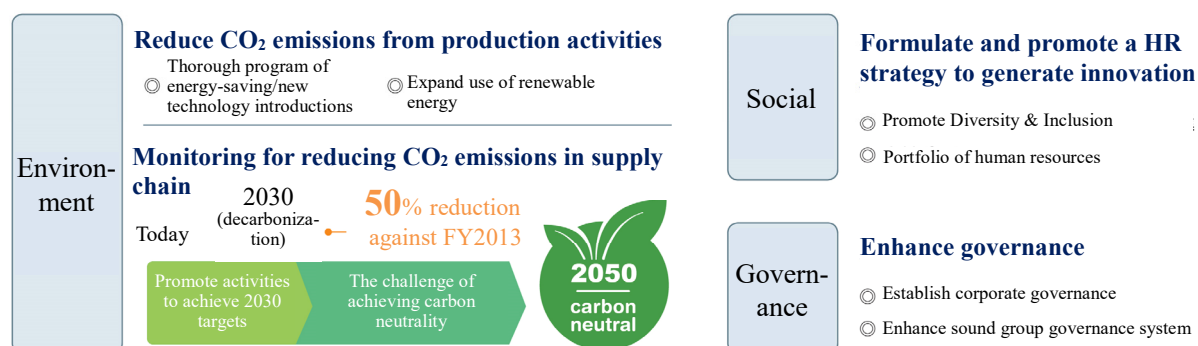 Environ-
ment
Reduce CO₂ emissions from production activities
◎ Thorough program of
energy-saving/new
technology introductions
◎ Expand use of renewable
energy
Monitoring for reducing CO₂ emissions in supply
chain
Today
2030
(decarboniza-
tion)
50% reduction
against FY2013
Promote activities
to achieve 2030
targets
The challenge of
achieving carbon
neutrality
2050
carbon
neutral
Social
Formulate and promote a HR
strategy to generate innovation
◎ Promote Diversity & Inclusion
◎ Portfolio of human resources
Govern-
ance
Enhance governance
◎ Establish corporate governance
◎ Enhance sound group governance system